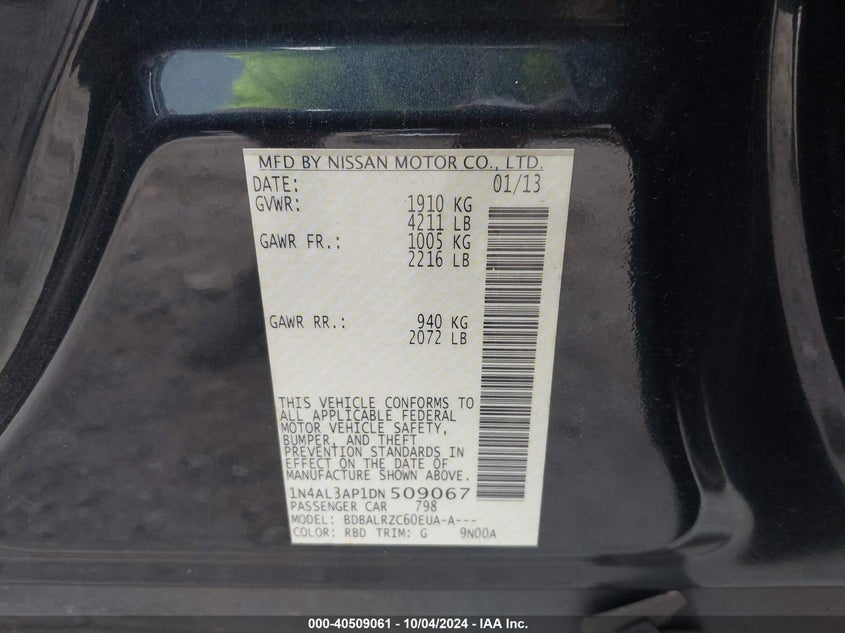 MFD BY NISSAN MOTOR CO., LTD.
DATE: 01/13
GVWR: 1910 KG
4211 LB
GAWR FR.: 1005 KG
2216 LB
GAWR RR.: 940 KG
2072 LB
THIS VEHICLE CONFORMS TO
ALL APPLICABLE FEDERAL
MOTOR VEHICLE SAFETY,
BUMPER, AND THEFT
PREVENTION STANDARDS IN
EFFECT ON THE DATE OF
MANUFACTURE SHOWN ABOVE.
1N4AL3AP1DN 509067
PASSENGER CAR 798
MODEL: BDBALRZC60EUA-A---
COLOR: RBD TRIM: G 9N00A
000-40509061 - 10/04/2024 - IAA Inc.